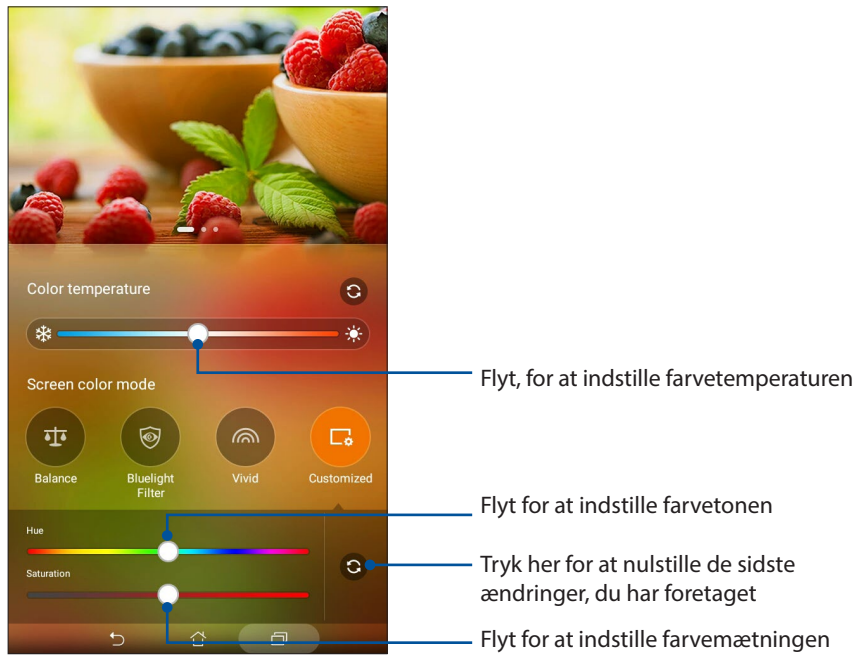 Color temperature
Flyt, for at indstille farvetemperaturen
Screen color mode
Balance
Bluelight
Filter
Vivid
Customized
Flyt for at indstille farvetonen
Hue
Tryk her for at nulstille de sidste
ændringer, du har foretaget
Saturation
Flyt for at indstille farvemætningen